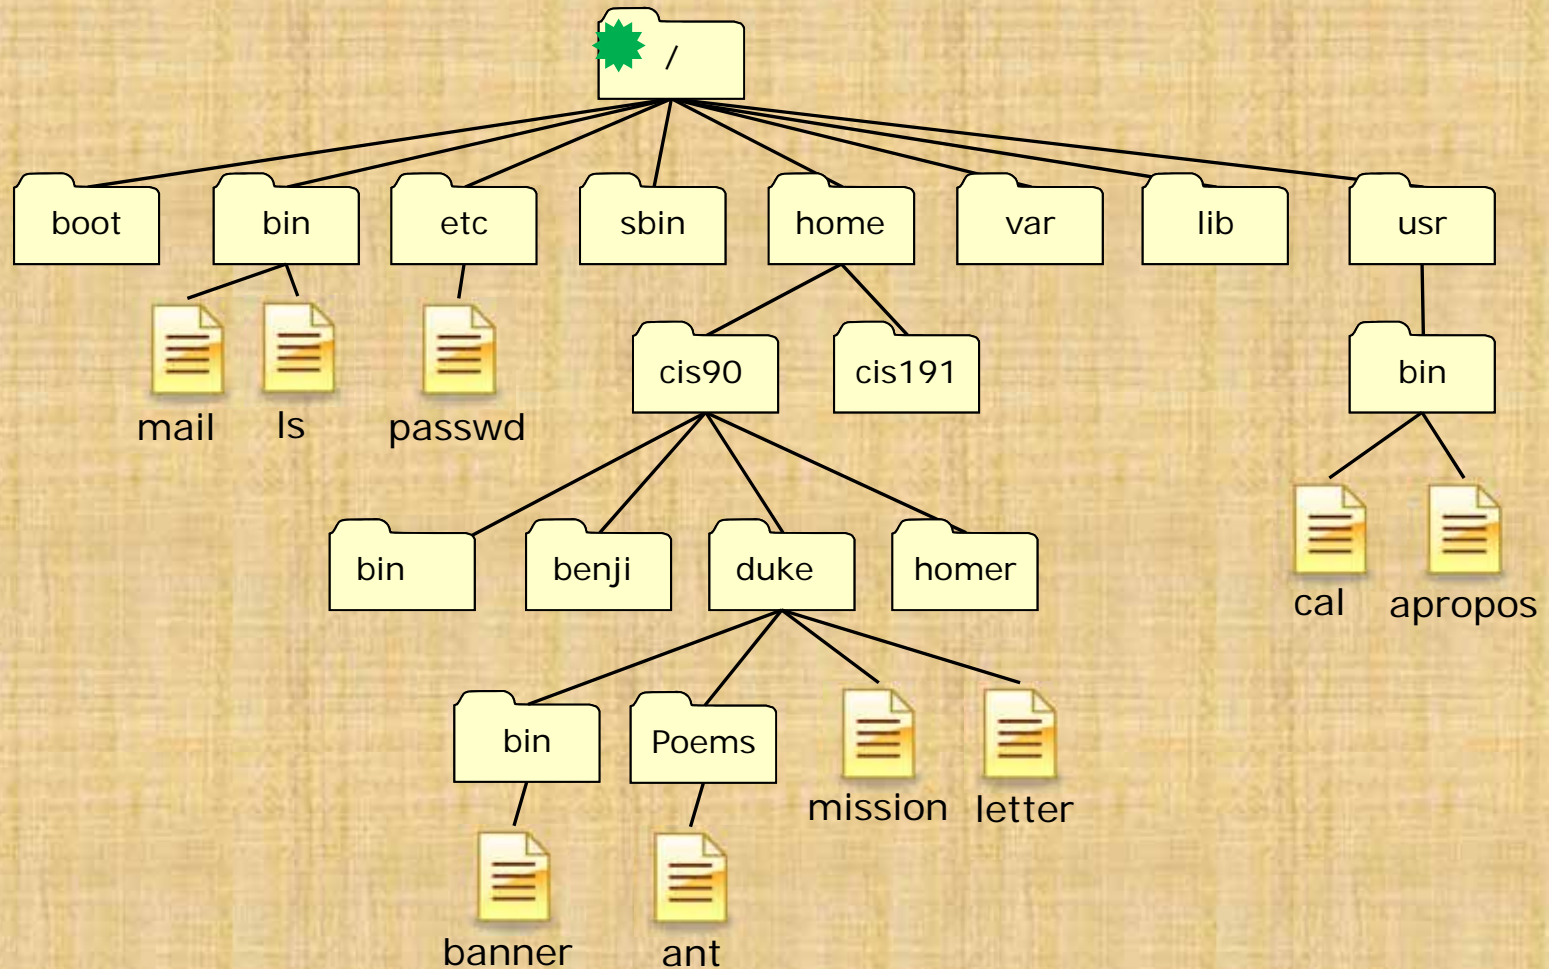 /
boot bin etc sbin home var lib usr
mail ls passwd
cis90 cis191 bin
bin benji duke homer
cal apropos
bin Poems
mission letter
banner ant